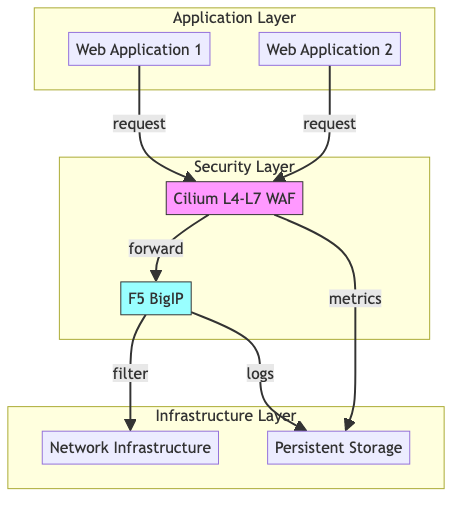 Application Layer
Web Application 1
Web Application 2
request
request
Security Layer
Cilium L4-L7 WAF
forward
F5 BigIP
metrics
filter
logs
Infrastructure Layer
Network Infrastructure
Persistent Storage